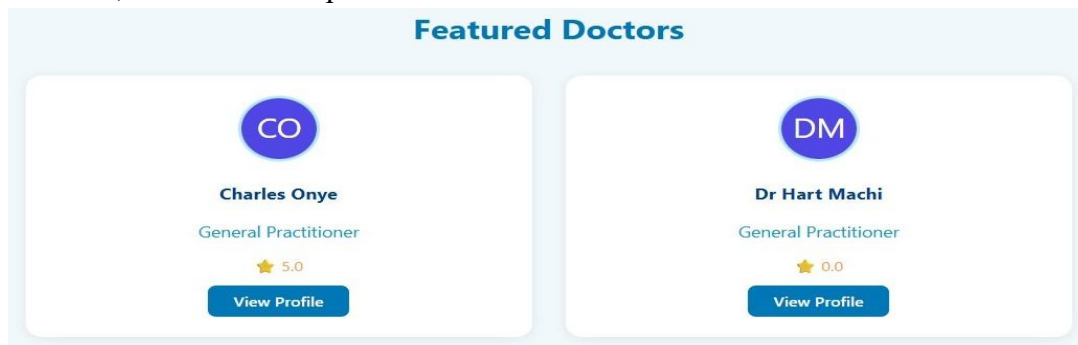 Featured Doctors
CO
DM
Charles Onye
Dr Hart Machi
General Practitioner
General Practitioner
5.0
0.0
View Profile
View Profile